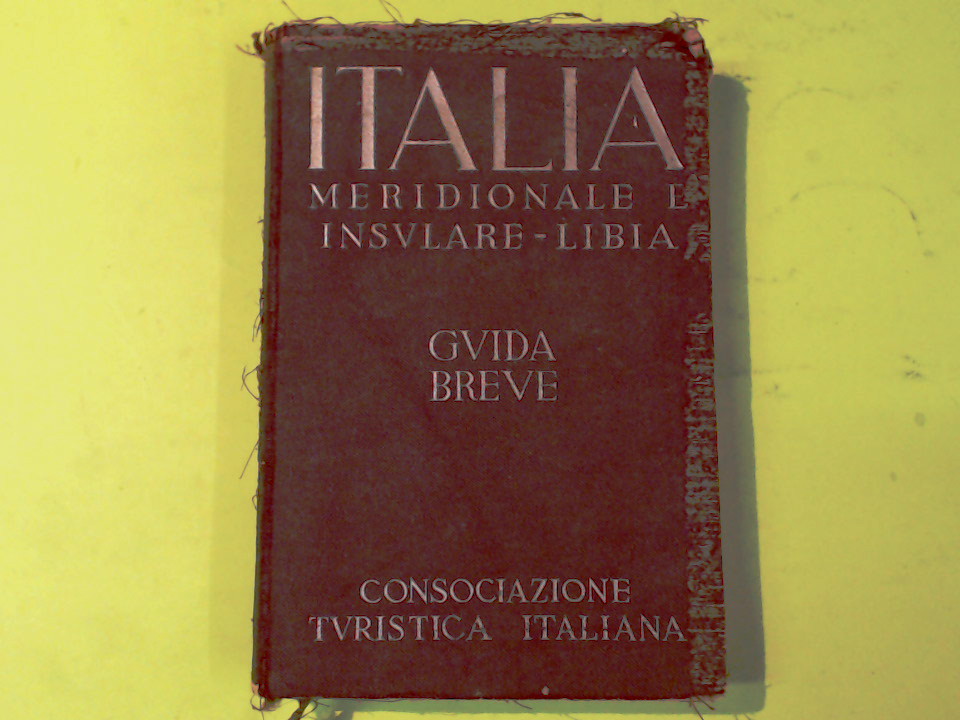 ITALIA
MERIDIONALE E
INSVLARE - LIBIA
GVIDA
BREVE
CONSOCIAZIONE
TVRISTICA ITALIANA